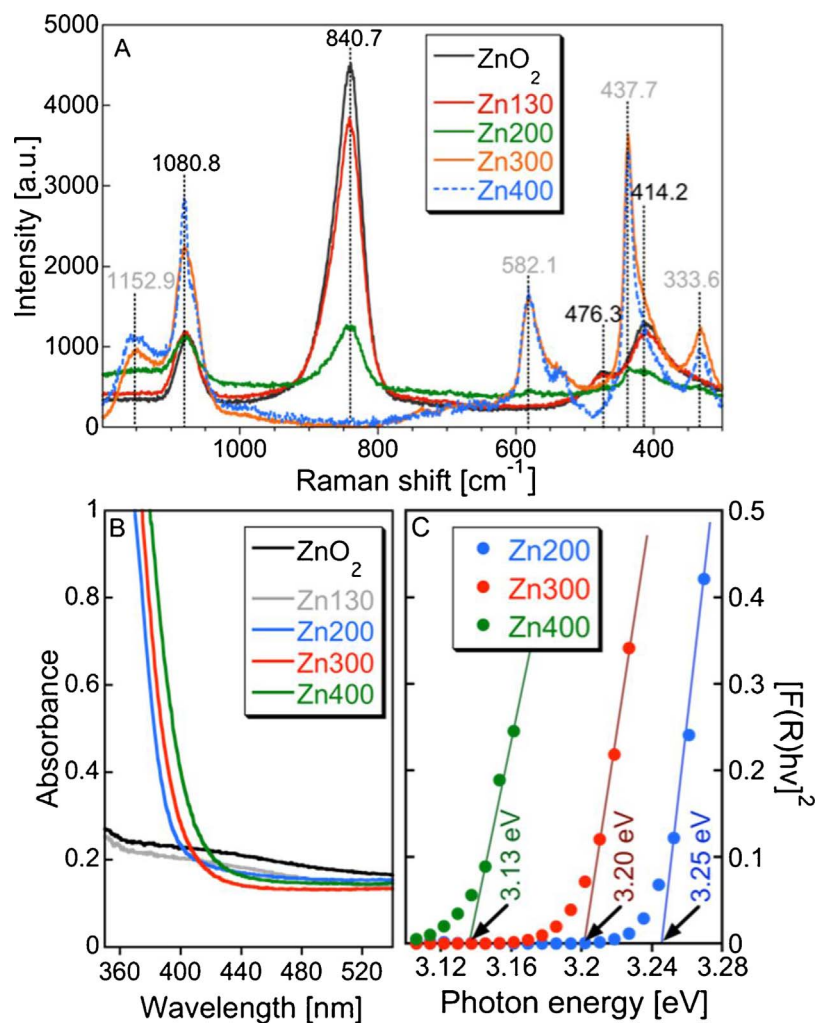 A
5000
4000
3000
2000
1000
0
Intensity [a.u.]
1000
800
600
400
Raman shift [cm⁻¹]
840.7
1080.8
1152.9
582.1
476.3
437.7
414.2
333.6
ZnO₂
Zn130
Zn200
Zn300
Zn400
B
1
0.8
0.6
0.4
0.2
0
Absorbance
360
400
440
480
520
Wavelength [nm]
ZnO₂
Zn130
Zn200
Zn300
Zn400
C
Zn200
Zn300
Zn400
3.13 eV
3.20 eV
3.25 eV
0.5
0.4
0.3
0.2
0.1
0
[F(R)hv]²
3.12
3.16
3.2
3.24
3.28
Photon energy [eV]